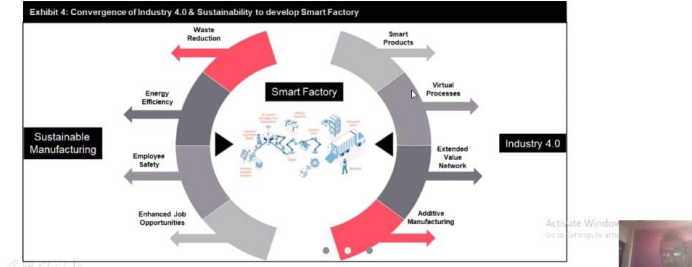 Exhibit 4: Convergence of Industry 4.0 & Sustainability to develop Smart Factory
Waste
Reduction
Energy
Efficiency
Sustainable
Manufacturing
Employee
Safety
Enhanced Job
Opportunities
Smart Factory
Smart
Products
Virtual
Processes
Industry 4.0
Extended
Value
Network
Additive
Manufacturing
Activate Window
Go to Settings to